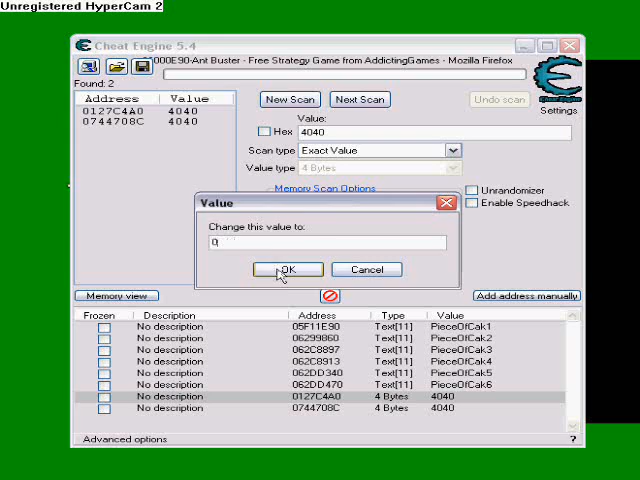 Unregistered HyperCam 2
Cheat Engine 5.4
000E90-Ant Buster - Free Strategy Game from AddictingGames - Mozilla Firefox
Found: 2
Address Value
0127C4A0 4040
0744708C 4040
New Scan Next Scan Undo scan
Cheat Engine
Settings
Value:
Hex 4040
Scan type Exact Value
Value type 4 Bytes
Memory Scan Options
Unrandomizer
Enable Speedhack
Value
Change this value to:
0
OK Cancel
Memory view Add address manually
Frozen Description Address Type Value
No description 05F11E90 Text[11] PieceOfCak1
No description 06299860 Text[11] PieceOfCak2
No description 062C8897 Text[11] PieceOfCak3
No description 062C8913 Text[11] PieceOfCak4
No description 062DD340 Text[11] PieceOfCak5
No description 062DD470 Text[11] PieceOfCak6
No description 0127C4A0 4 Bytes 4040
No description 0744708C 4 Bytes 4040
Advanced options ?